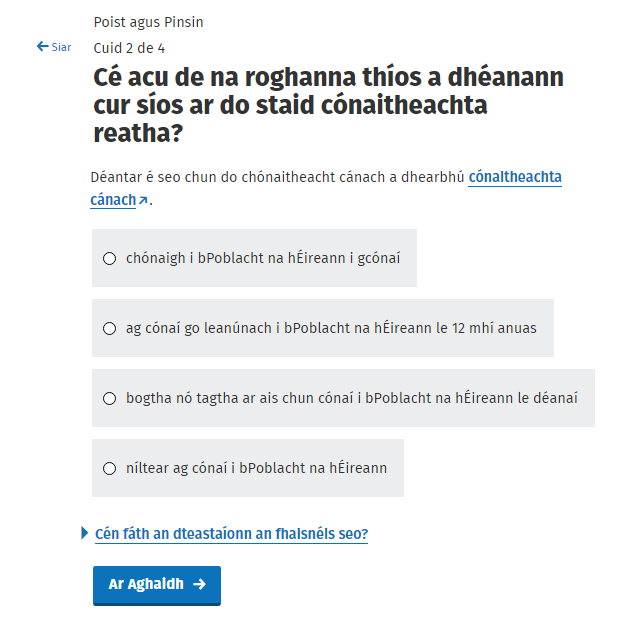 Poist agus Pinsin
Siar
Cuid 2 de 4
Cé acu de na roghanna thíos a dhéanann
cur síos ar do staid cónaitheachta
reatha?
Déantar é seo chun do chónaitheacht cánach a dhearbhú cónaitheachta
cánach.
chónaigh i bPoblacht na hÉireann i gcónaí
ag cónaí go leanúnach i bPoblacht na hÉireann le 12 mhí anuas
bogtha nó tagtha ar ais chun cónaí i bPoblacht na hÉireann le déanaí
níltear ag cónaí i bPoblacht na hÉireann
Cén fáth an dteastaíonn an fhaisnéis seo?
Ar Aghaidh